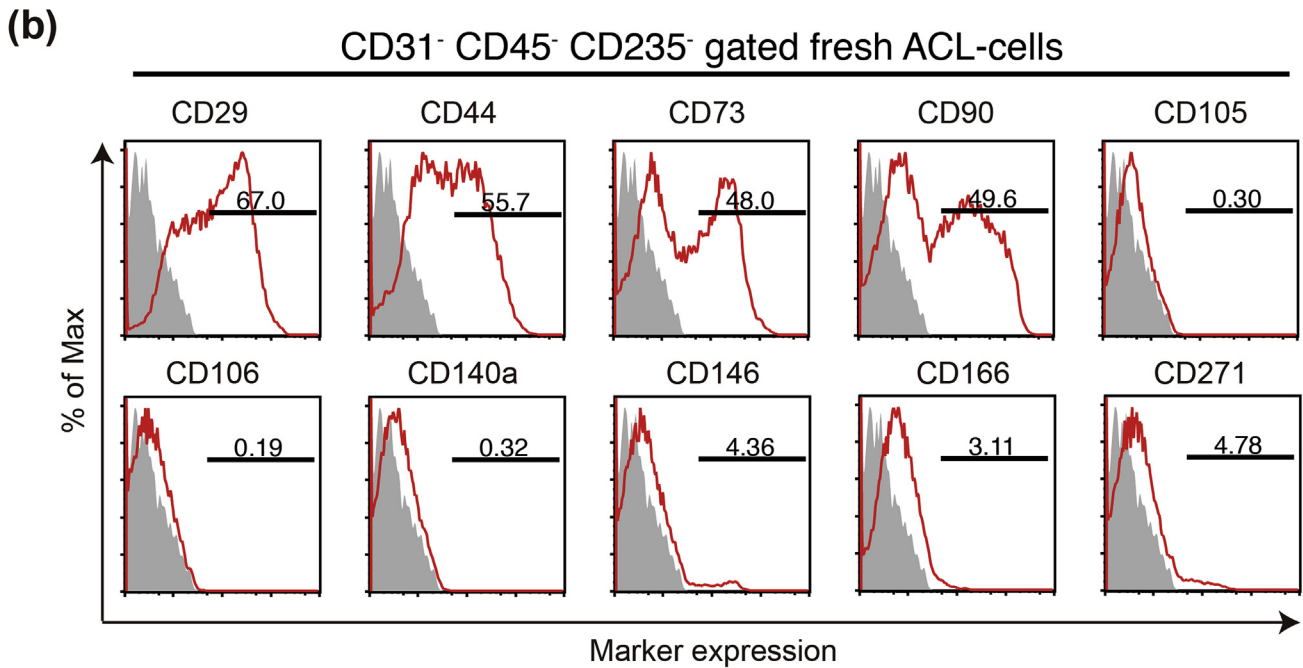 (b)
CD31⁻ CD45⁻ CD235⁻ gated fresh ACL-cells
CD29 CD44 CD73 CD90 CD105
67.0 55.7 48.0 49.6 0.30
CD106 CD140a CD146 CD166 CD271
0.19 0.32 4.36 3.11 4.78
% of Max
Marker expression